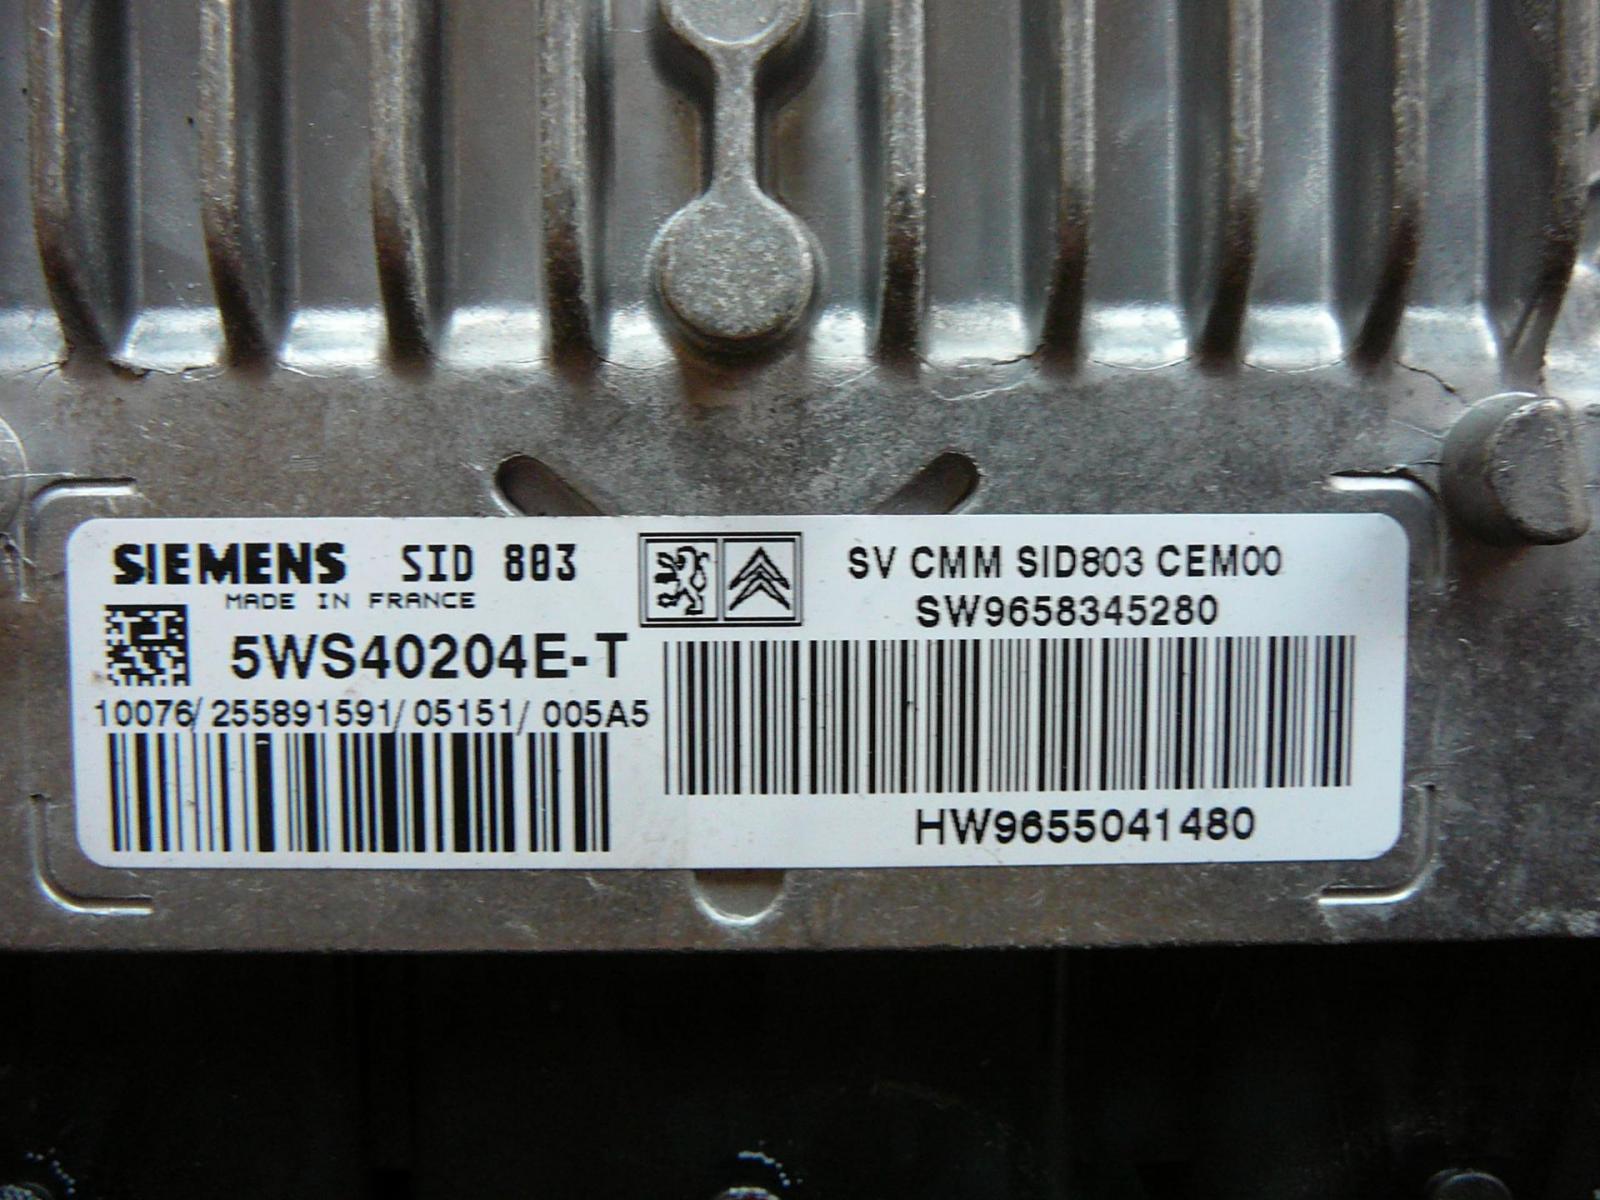 SIEMENS SID 803
MADE IN FRANCE
5WS40204E-T
10076/255891591/05151/005A5
SV CMM SID803 CEM00
SW9658345280
HW9655041480